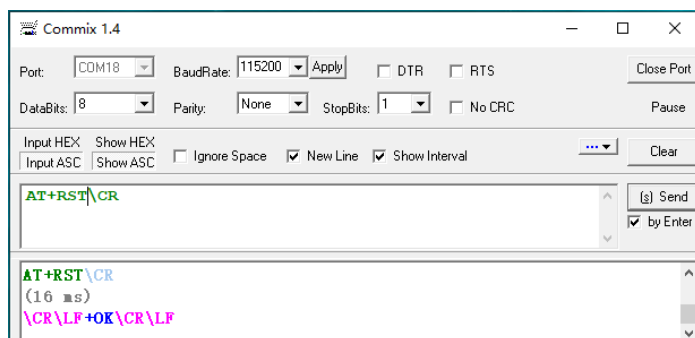 Commix 1.4
Port: COM18 BaudRate: 115200 Apply DTR RTS Close Port
DataBits: 8 Parity: None StopBits: 1 No CRC Pause
Input HEX Show HEX
Input ASC Show ASC Ignore Space New Line Show Interval ... Clear
AT+RST\CR (s) Send
by Enter
AT+RST\CR
(16 ms)
\CR\LF+OK\CR\LF